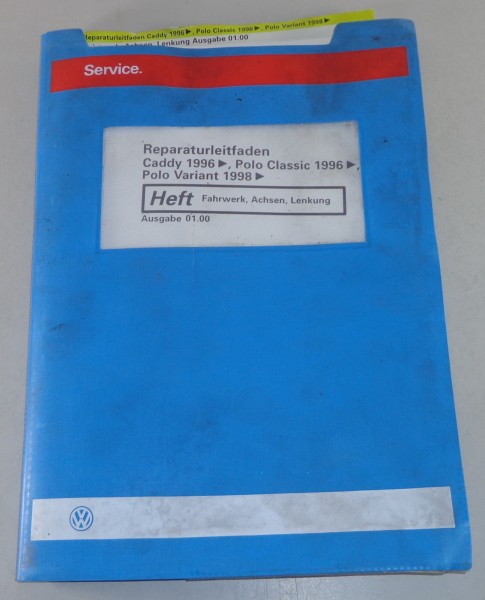 Reparaturleitfaden Caddy 1996 ►, Polo Classic 1996 ►, Polo Variant 1998 ►
Achsen, Lenkung Ausgabe 01.00
Service.
Reparaturleitfaden
Caddy 1996 ►, Polo Classic 1996 ►,
Polo Variant 1998 ►
Heft Fahrwerk, Achsen, Lenkung
Ausgabe 01.00